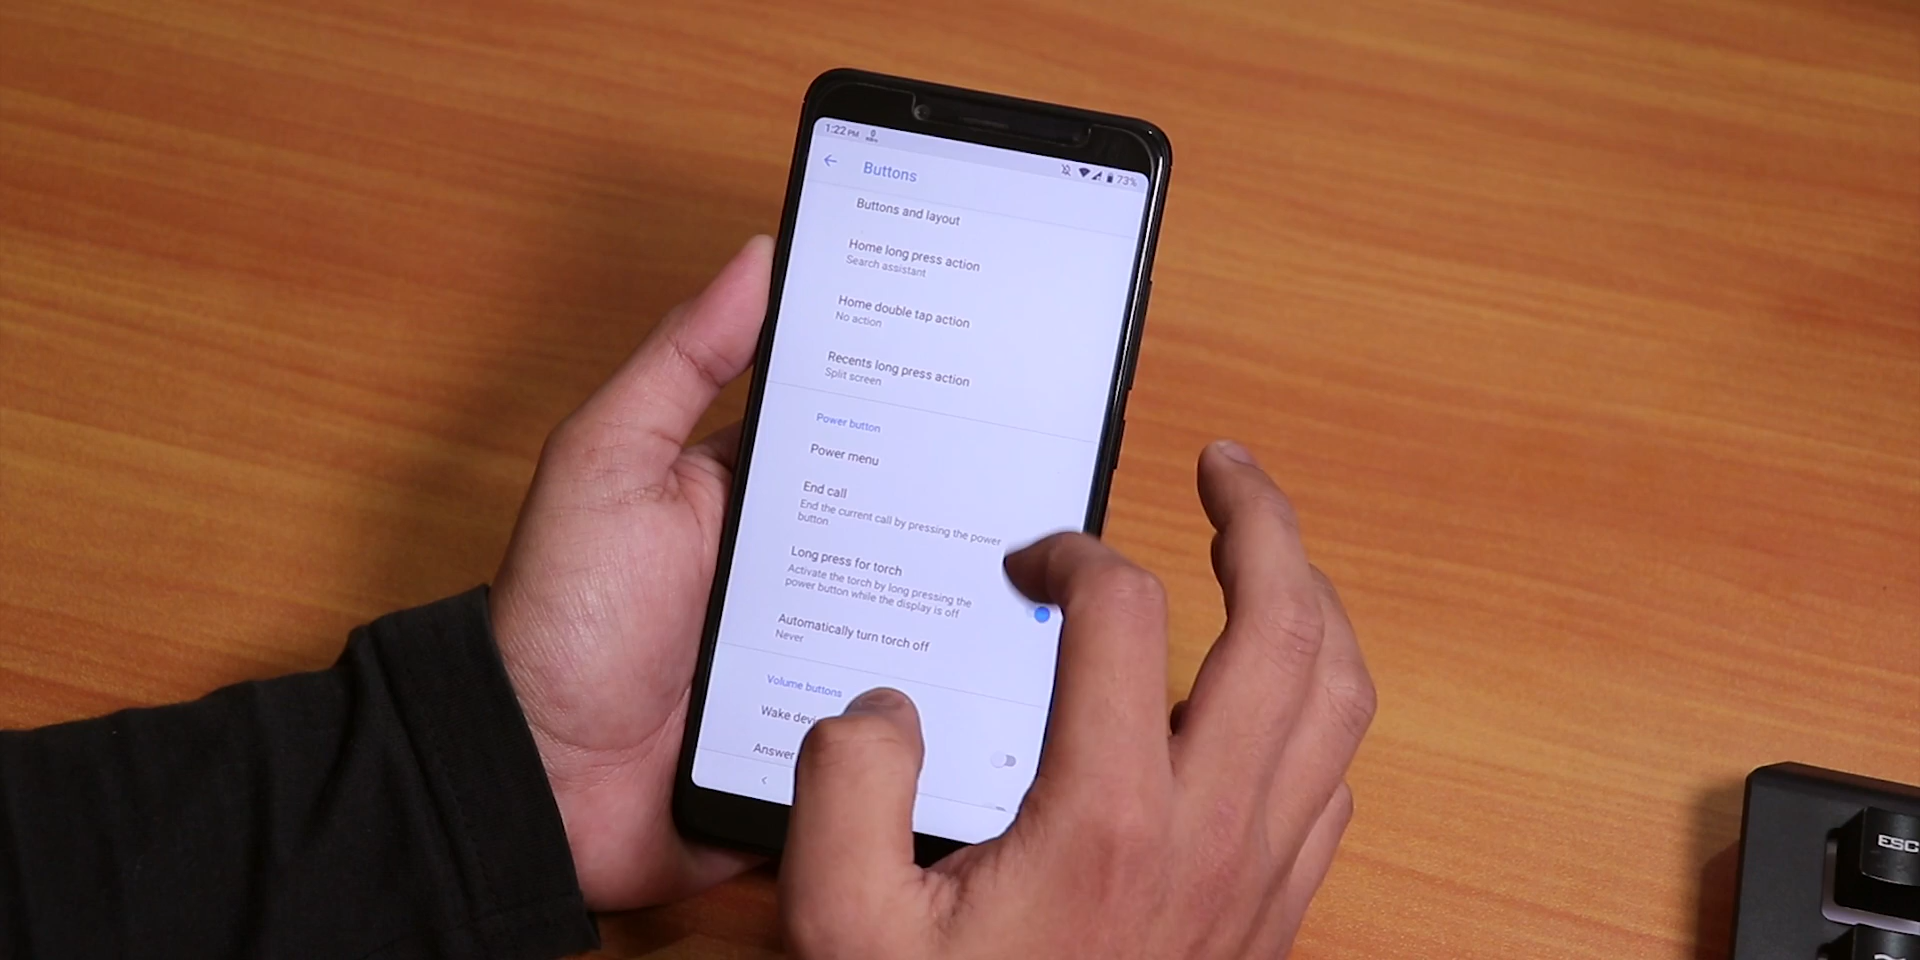 1:22 PM
73%
Buttons
Buttons and layout
Home long press action
Search assistant
Home double tap action
No action
Recents long press action
Split screen
Power button
Power menu
End call
End the current call by pressing the power
button
Long press for torch
Activate the torch by long pressing the
power button while the display is off
Automatically turn torch off
Never
Volume buttons
Wake
Answer
ESC